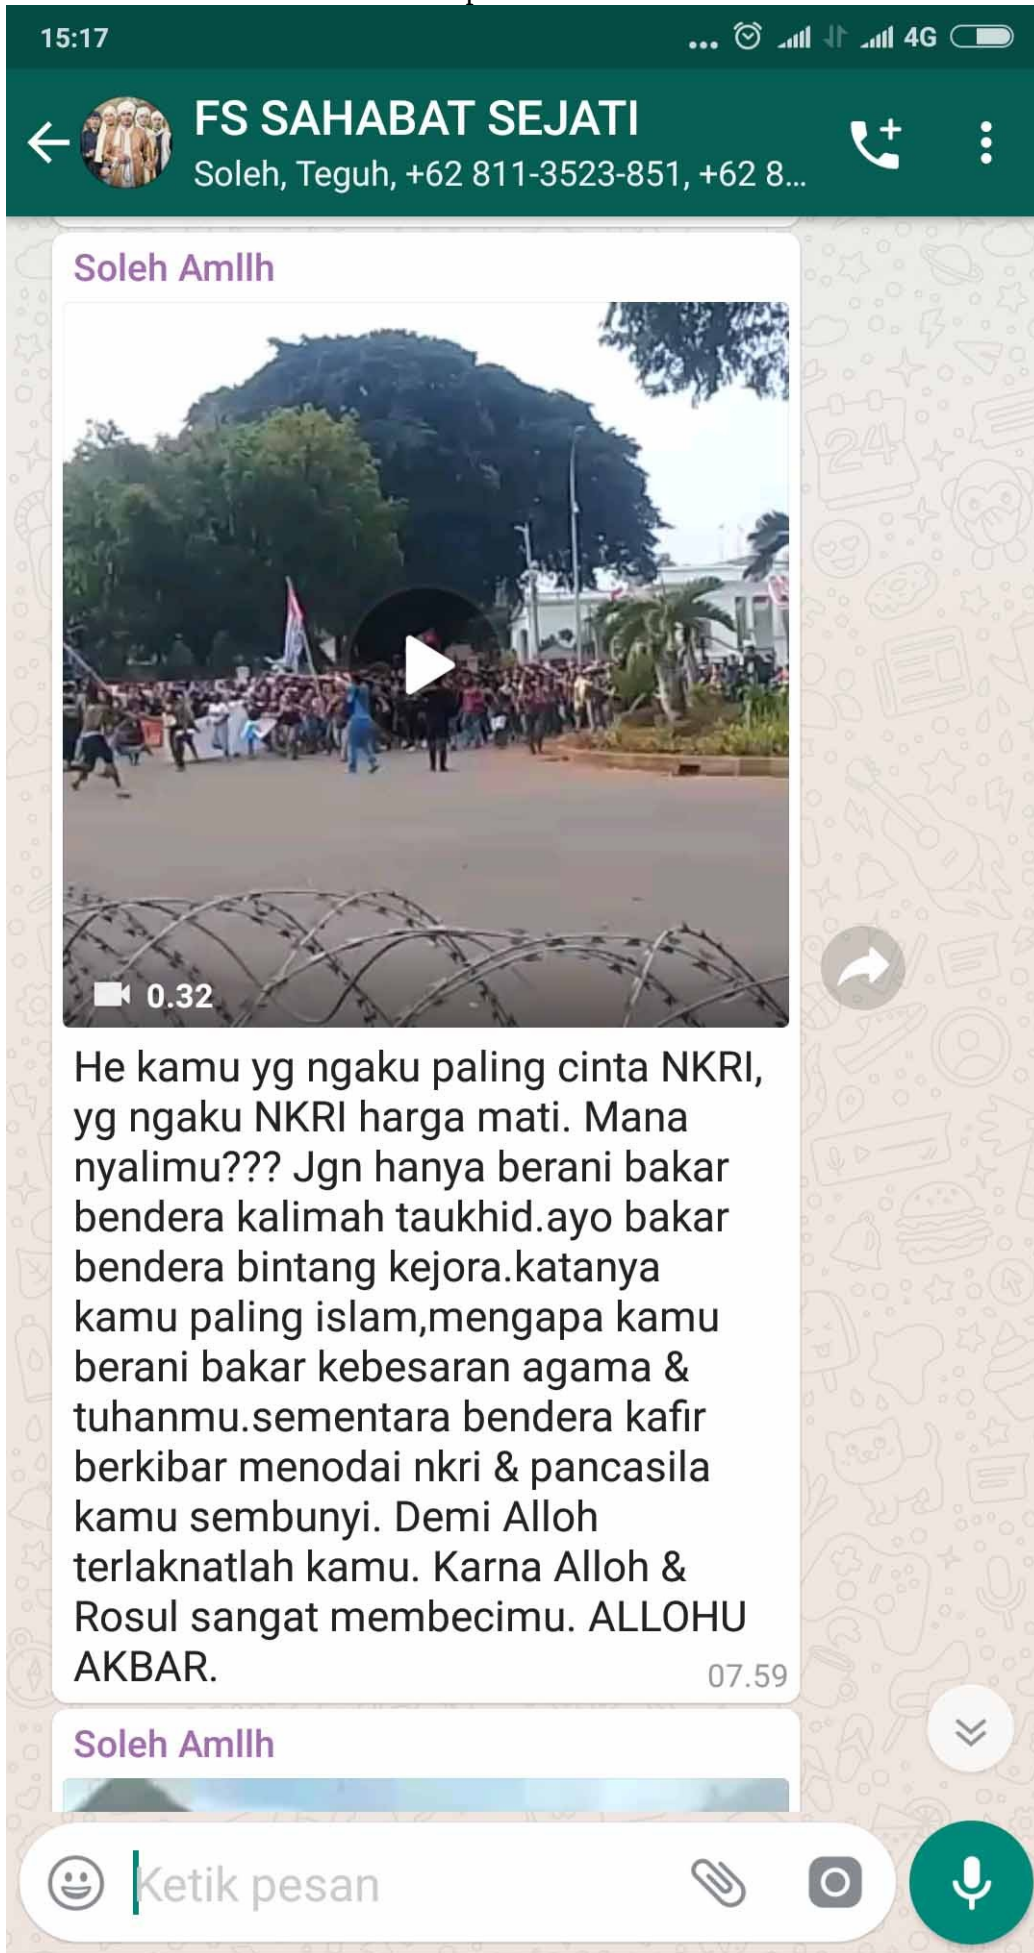 15:17
... 4G
FS SAHABAT SEJATI
Soleh, Teguh, +62 811-3523-851, +62 8...
Soleh Amllh
0.32
He kamu yg ngaku paling cinta NKRI,
yg ngaku NKRI harga mati. Mana
nyalimu??? Jgn hanya berani bakar
bendera kalimah taukhid.ayo bakar
bendera bintang kejora.katanya
kamu paling islam,mengapa kamu
berani bakar kebesaran agama &
tuhanmu.sementara bendera kafir
berkibar menodai nkri & pancasila
kamu sembunyi. Demi Alloh
terlaknatlah kamu. Karna Alloh &
Rosul sangat membecimu. ALLOHU
AKBAR.
07.59
Soleh Amllh
Ketik pesan